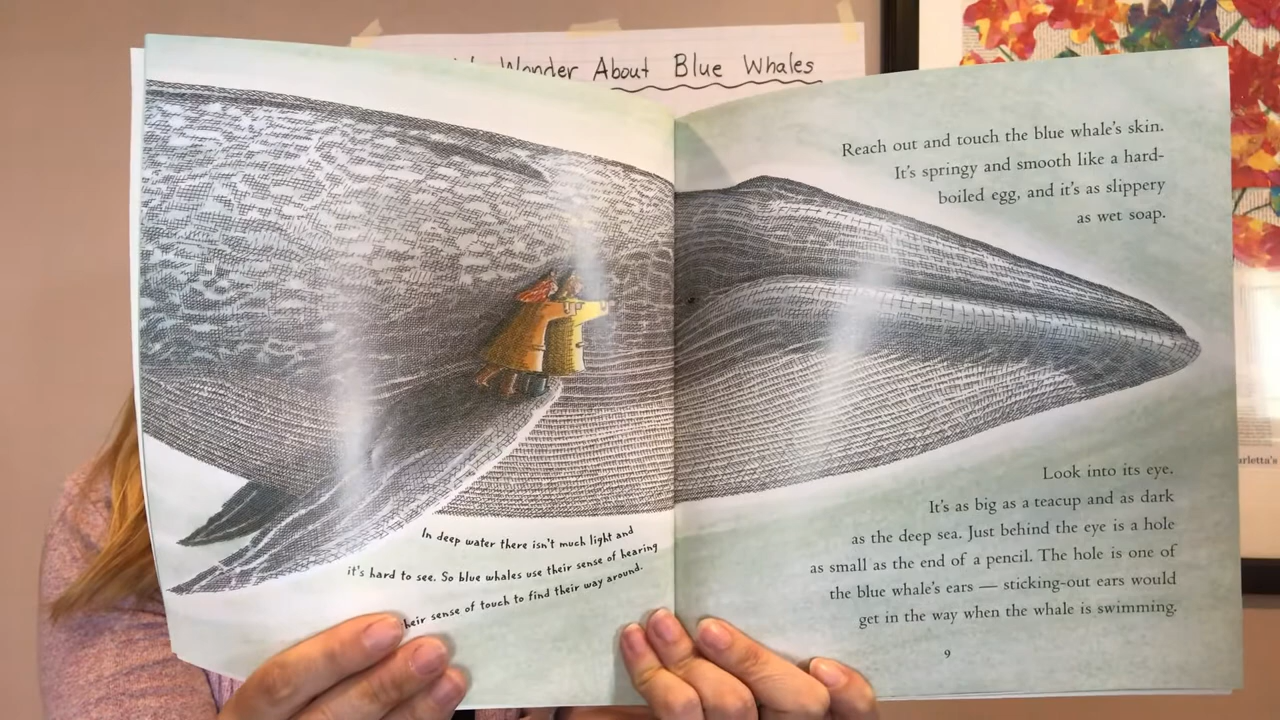 Wonder About Blue Whales
Reach out and touch the blue whale's skin.
It's springy and smooth like a hard-
boiled egg, and it's as slippery
as wet soap.
In deep water there isn't much light and
it's hard to see. So blue whales use their sense of hearing
sense of touch to find their way around.
Look into its eye.
It's as big as a teacup and as dark
as the deep sea. Just behind the eye is a hole
as small as the end of a pencil. The hole is one of
the blue whale's ears — sticking-out ears would
get in the way when the whale is swimming.
9